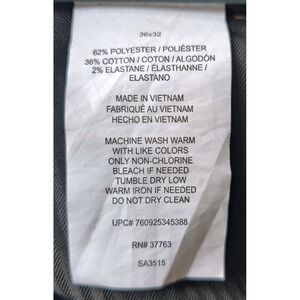 36x32
62% POLYESTER / POLIÉSTER
36% COTTON / COTON / ALGODÓN
2% ELASTANE / ÉLASTHANNE /
ELASTANO
MADE IN VIETNAM
FABRIQUÉ AU VIETNAM
HECHO EN VIETNAM
MACHINE WASH WARM
WITH LIKE COLORS
ONLY NON-CHLORINE
BLEACH IF NEEDED
TUMBLE DRY LOW
WARM IRON IF NEEDED
DO NOT DRY CLEAN
UPC# 760925345388
RN# 37763
SA3515